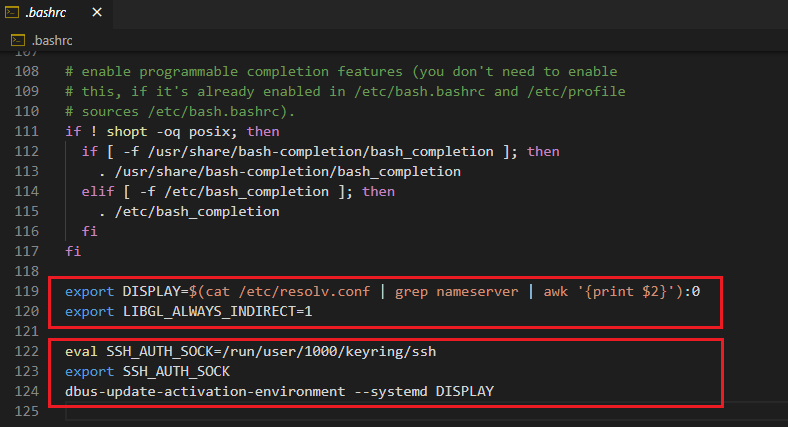 .bashrc ×
.bashrc
107
108 # enable programmable completion features (you don't need to enable
109 # this, if it's already enabled in /etc/bash.bashrc and /etc/profile
110 # sources /etc/bash.bashrc).
111 if ! shopt -oq posix; then
112   if [ -f /usr/share/bash-completion/bash_completion ]; then
113     . /usr/share/bash-completion/bash_completion
114   elif [ -f /etc/bash_completion ]; then
115     . /etc/bash_completion
116   fi
117 fi
118
119 export DISPLAY=$(cat /etc/resolv.conf | grep nameserver | awk '{print $2}'):0
120 export LIBGL_ALWAYS_INDIRECT=1
121
122 eval SSH_AUTH_SOCK=/run/user/1000/keyring/ssh
123 export SSH_AUTH_SOCK
124 dbus-update-activation-environment --systemd DISPLAY
125